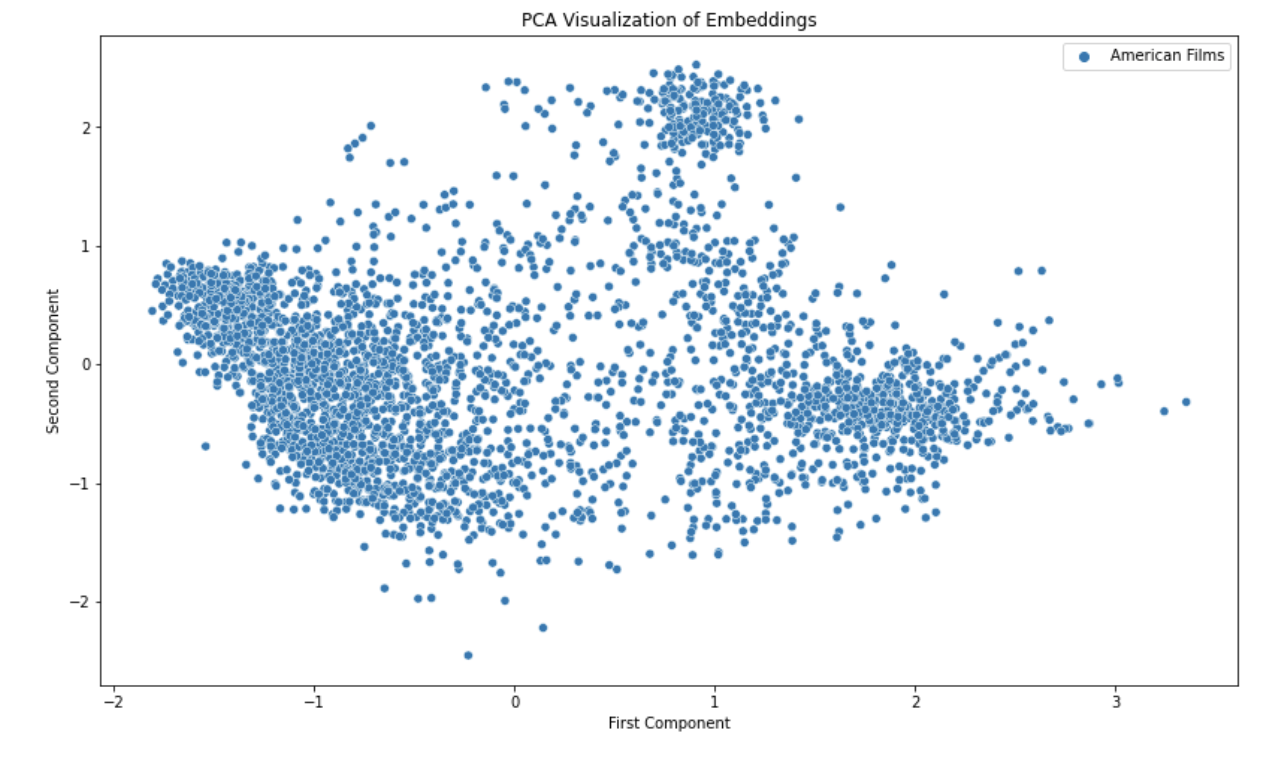 PCA Visualization of Embeddings
American Films
2
1
0
−1
−2
Second Component
−2
−1
0
1
2
3
First Component